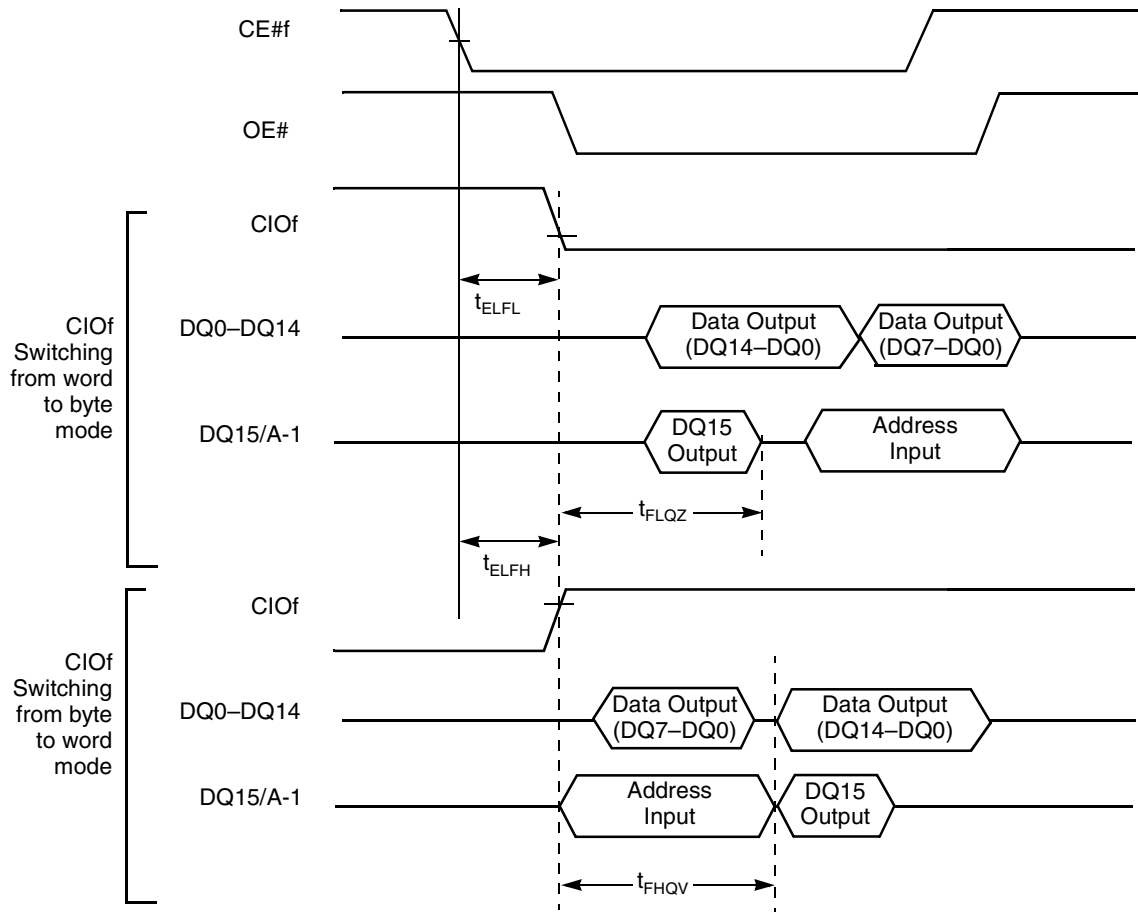 CE#f
OE#
CIOf
tELFL
CIOf
Switching
from word
to byte
mode
DQ0–DQ14
Data Output
(DQ14–DQ0)
Data Output
(DQ7–DQ0)
DQ15/A-1
DQ15
Output
Address
Input
tFLQZ
tELFH
CIOf
CIOf
Switching
from byte
to word
mode
DQ0–DQ14
Data Output
(DQ7–DQ0)
Data Output
(DQ14–DQ0)
DQ15/A-1
Address
Input
DQ15
Output
tFHQV